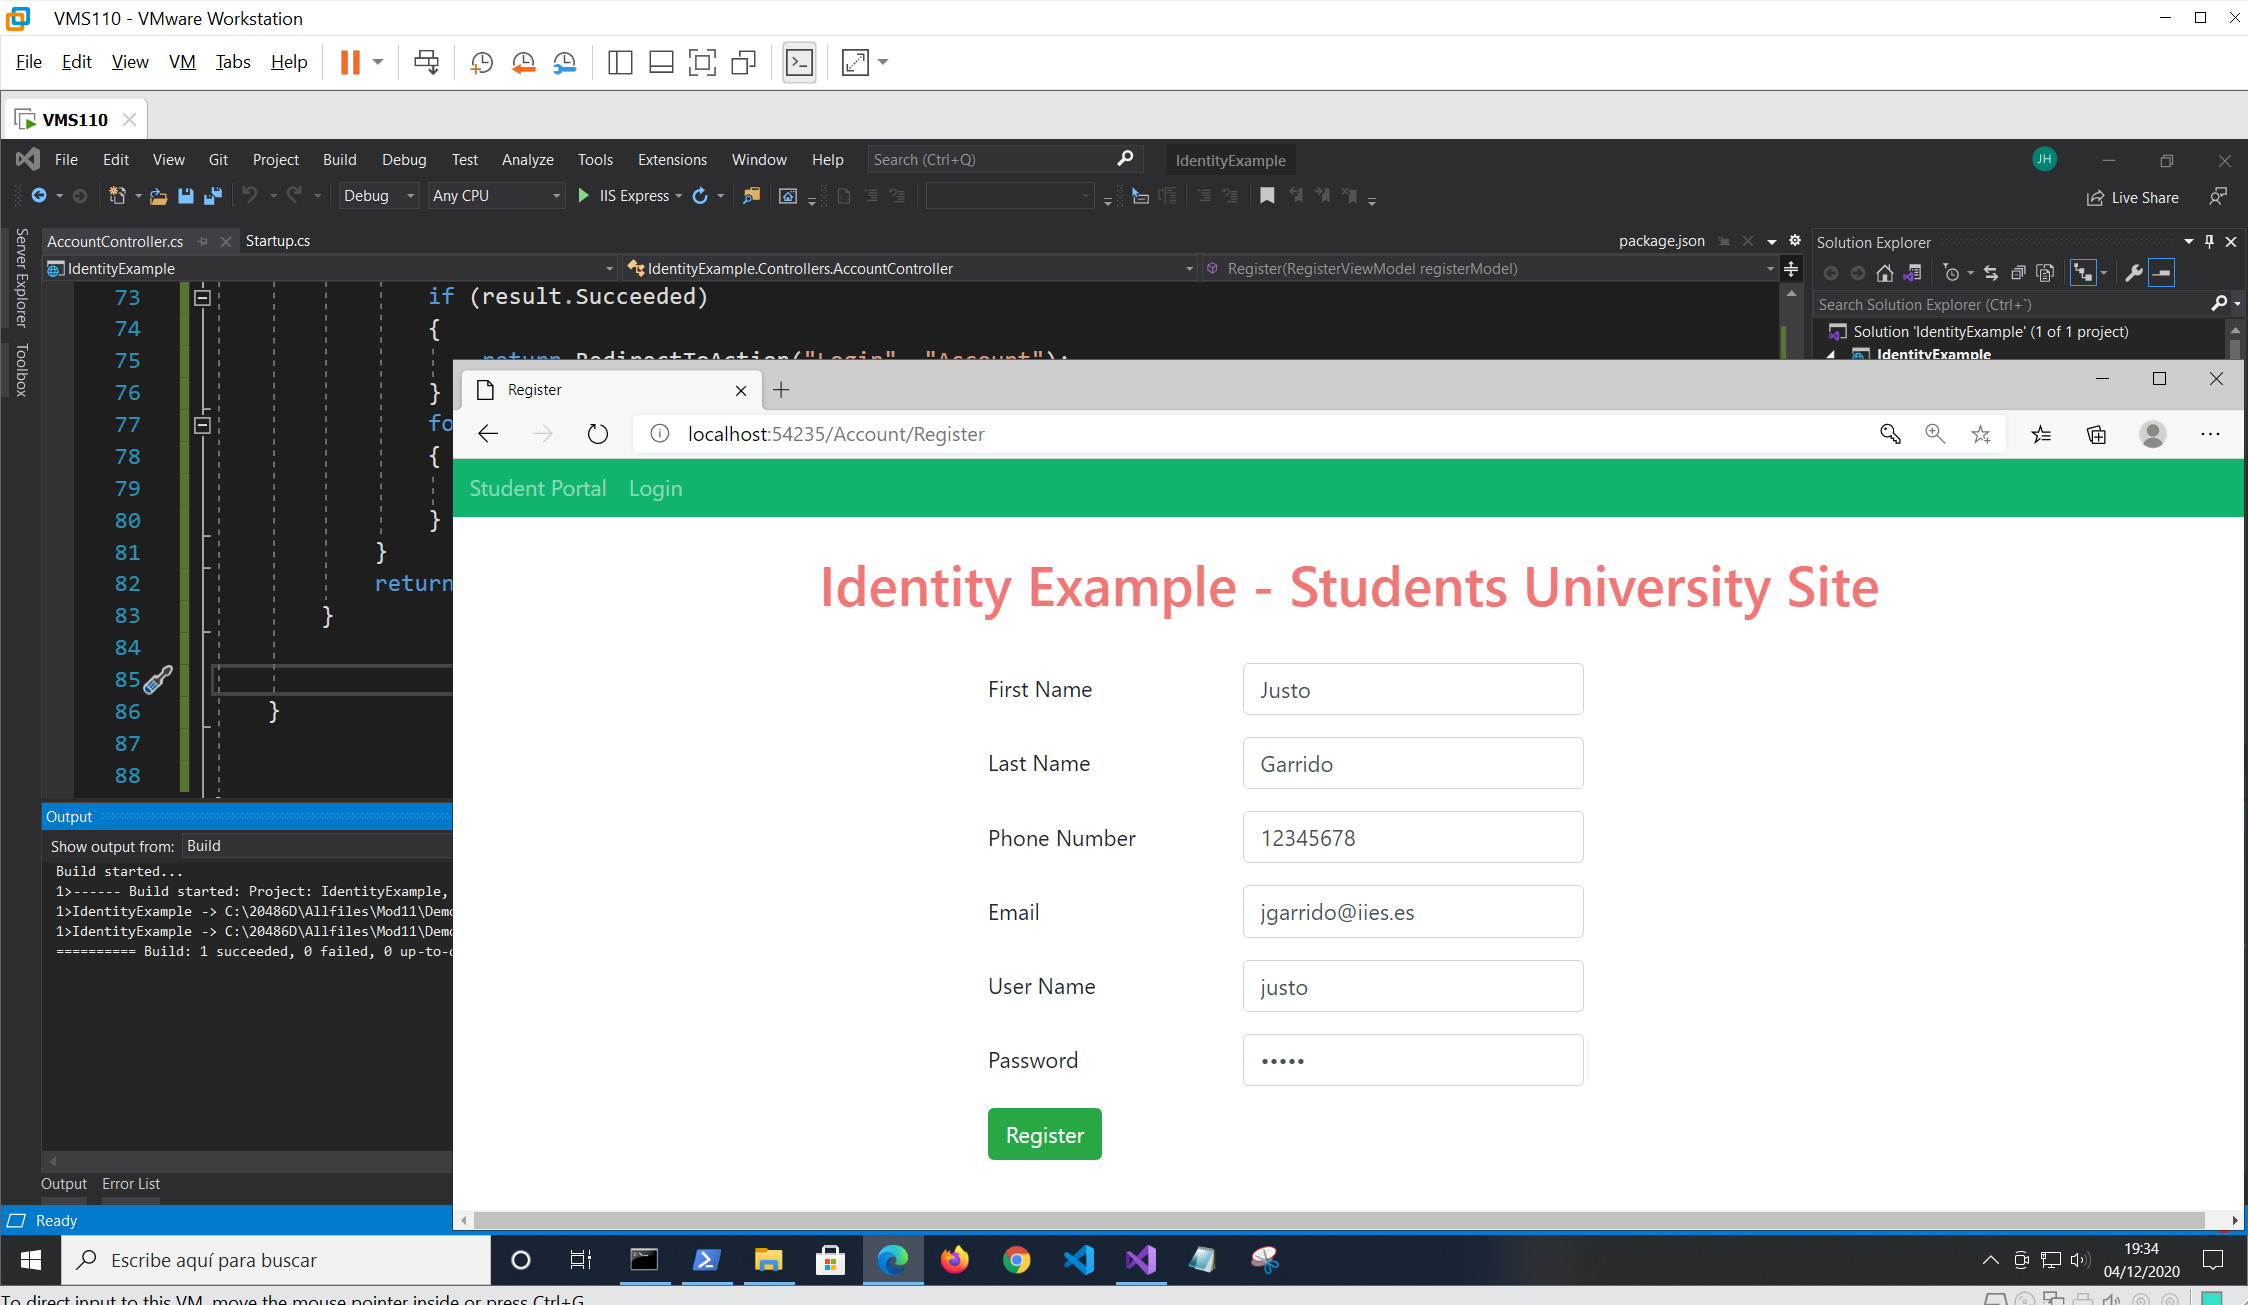 VMS110 - VMware Workstation
File Edit View VM Tabs Help
VMS110
File Edit View Git Project Build Debug Test Analyze Tools Extensions Window Help Search (Ctrl+Q) IdentityExample JH
Debug Any CPU IIS Express Live Share
Server Explorer
Toolbox
AccountController.cs Startup.cs package.json
IdentityExample IdentityExample.Controllers.AccountController Register(RegisterViewModel registerModel)
73 if (result.Succeeded)
74 {
75 return RedirectToAction("Login", "Account");
76 }
77 fo
78 {
79
80 }
81 }
82 return
83 }
84
85
86 }
87
88
Solution Explorer
Search Solution Explorer (Ctrl+`)
Solution 'IdentityExample' (1 of 1 project)
IdentityExample
Register
localhost:54235/Account/Register
Student Portal Login
Identity Example - Students University Site
First Name Justo
Last Name Garrido
Phone Number 12345678
Email jgarrido@iies.es
User Name justo
Password •••••
Register
Output
Show output from: Build
Build started...
1>------ Build started: Project: IdentityExample,
1>IdentityExample -> C:\20486D\Allfiles\Mod11\Demo
1>IdentityExample -> C:\20486D\Allfiles\Mod11\Demo
========== Build: 1 succeeded, 0 failed, 0 up-to-d
Output Error List
Ready
Escribe aquí para buscar
19:34
04/12/2020
To direct input to this VM, move the mouse pointer inside or press Ctrl+G.